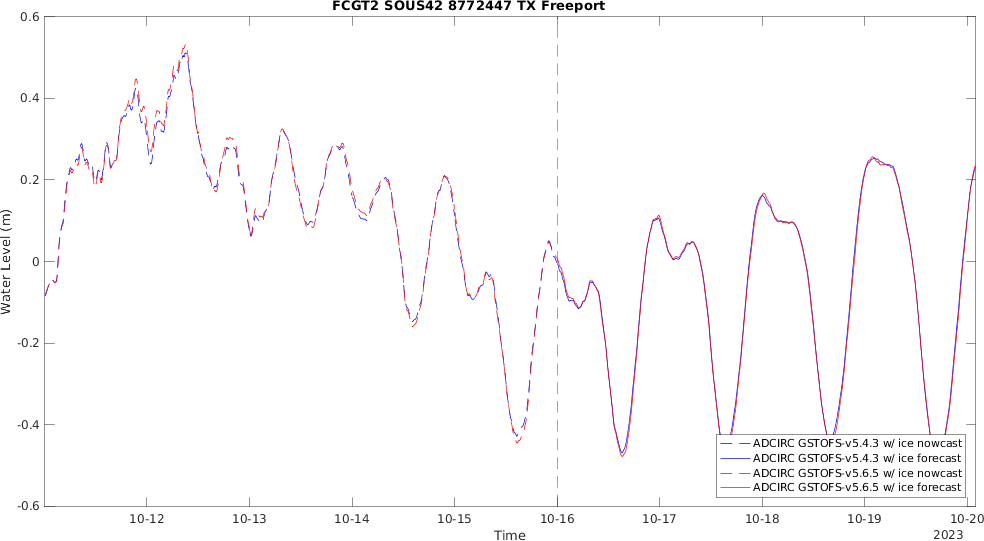 FCGT2 SOUS42 8772447 TX Freeport
0.6
0.4
0.2
0
-0.2
-0.4
-0.6
Water Level (m)
10-12 10-13 10-14 10-15 10-16 10-17 10-18 10-19 10-20
Time
2023
ADCIRC GSTOFS-v5.4.3 w/ ice nowcast
ADCIRC GSTOFS-v5.4.3 w/ ice forecast
ADCIRC GSTOFS-v5.6.5 w/ ice nowcast
ADCIRC GSTOFS-v5.6.5 w/ ice forecast